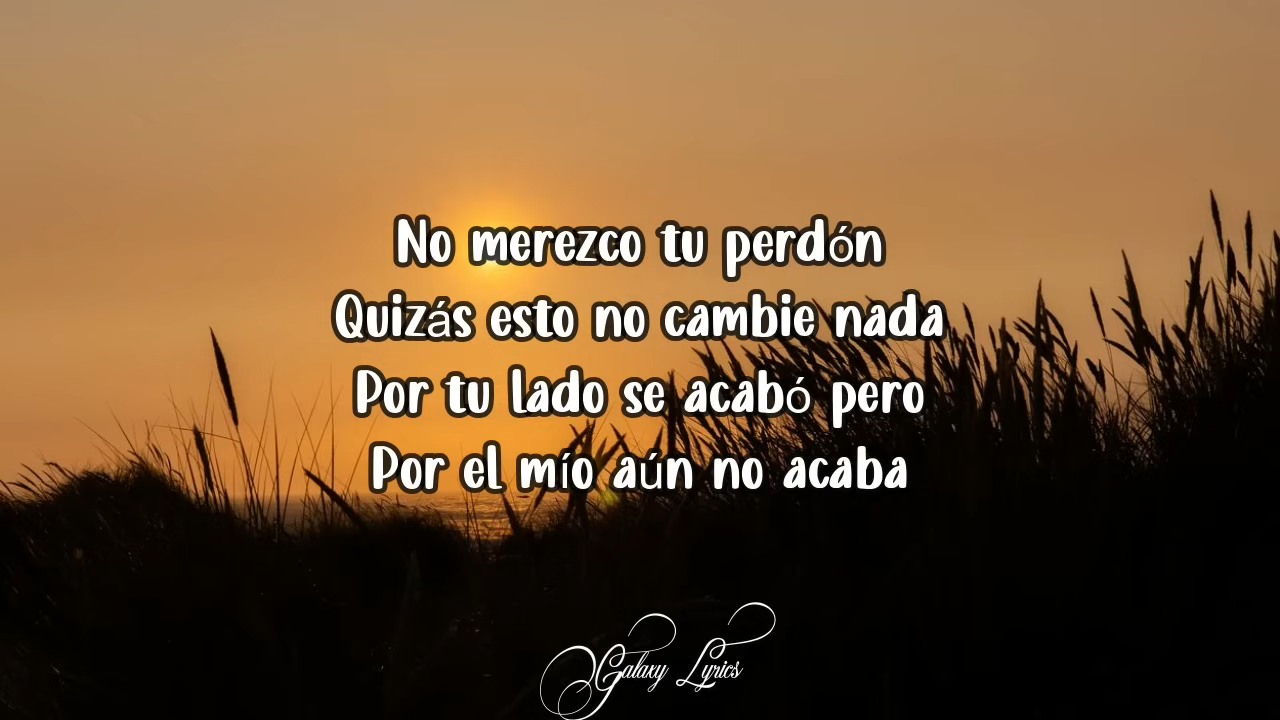 No merezco tu perdón
Quizás esto no cambie nada
Por tu lado se acabó pero
Por el mío aún no acaba
Galaxy Lyrics